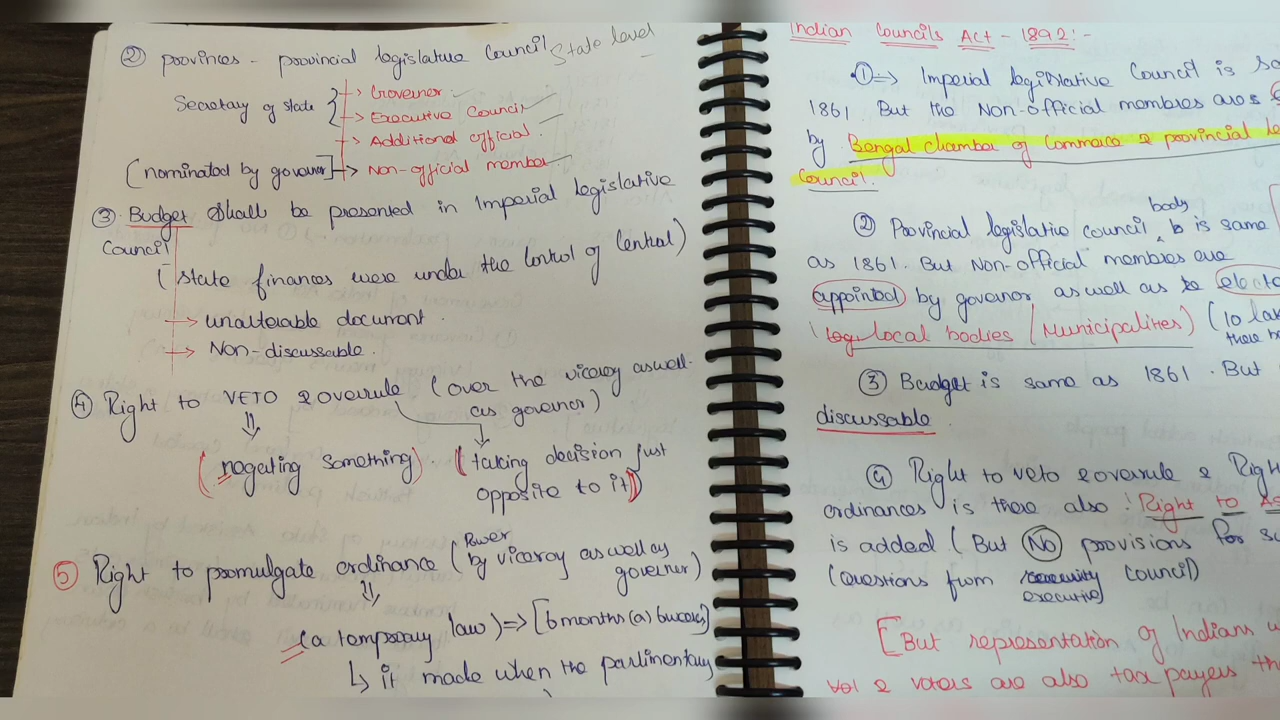 ② provinces - provincial legislative Council State level
Secretary of State { → Governor
→ Executive Council
→ Additional official
(nominated by governor] → Non-official member
③ Budget Shall be presented in Imperial legislative
Council
[State finances were under the control of Central)
→ unalterable document.
→ Non-discussable.
④ Right to VETO & overrule (over the viceroy aswell
as governor)
(negating something) (taking decision just
opposite to it)
⑤ Right to promulgate ordinance (Power
by viceroy as well as
governor)
(a temporary law) ⇒ [6 months (a) 6 weeks]
↳ it made when the parlimentary
Indian Councils Act - 1892:-
① ⇒ Imperial legislative Council is
1861. But the Non-official membres are
by Bengal chamber of Commerce & provincial
Council.
② Provincial legislative council body is same
as 1861. But Non-official membres are
appointed by governor as well as
local bodies / Municipalities) (10
there
③ Budget is same as 1861. But
discussable
④ Right to veto & overrule &
ordinances is there also! Right to
is added (But No provisions for
(questions from executive council)
[But representation of Indians
& voters are also tax payers